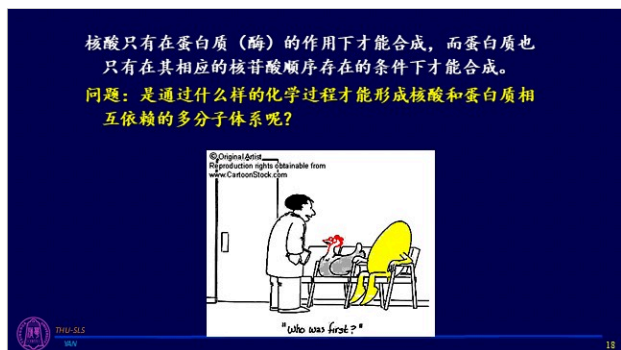 核酸只有在蛋白质（酶）的作用下才能合成，而蛋白质也
只有在其相应的核苷酸顺序存在的条件下才能合成。
问题：是通过什么样的化学过程才能形成核酸和蛋白质相
互依赖的多分子体系呢？
© Original Artist
Reproduction rights obtainable from
www.CartoonStock.com
"Who was first?"
THU-SLS
YAN
18